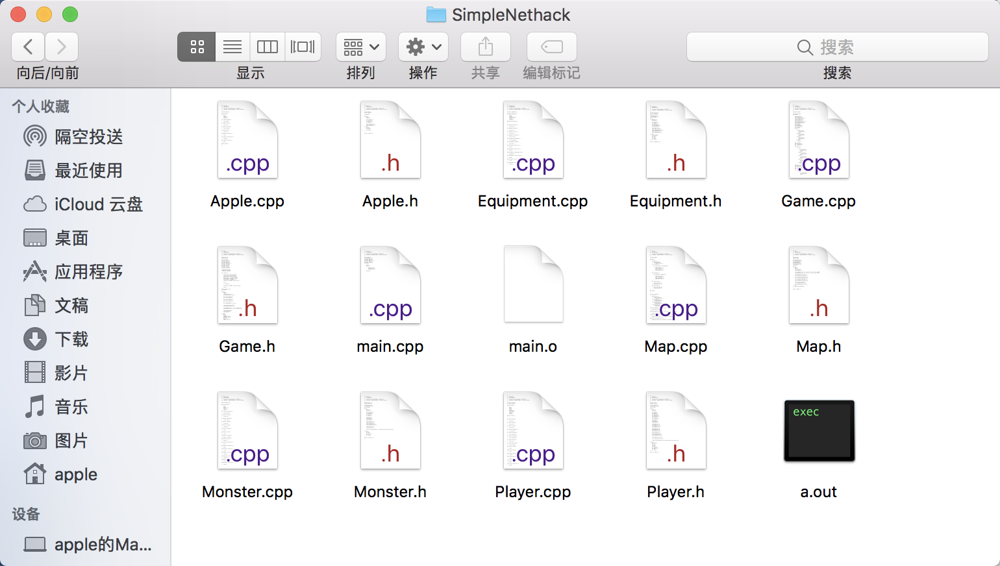 SimpleNethack
搜索
向后/向前
显示
排列
操作
共享
编辑标记
搜索
个人收藏
隔空投送
最近使用
iCloud 云盘
桌面
应用程序
文稿
下载
影片
音乐
图片
apple
设备
apple的Ma...
.cpp
.h
.cpp
.h
.cpp
Apple.cpp
Apple.h
Equipment.cpp
Equipment.h
Game.cpp
.h
.cpp
.cpp
.h
Game.h
main.cpp
main.o
Map.cpp
Map.h
.cpp
.h
.cpp
.h
exec
Monster.cpp
Monster.h
Player.cpp
Player.h
a.out